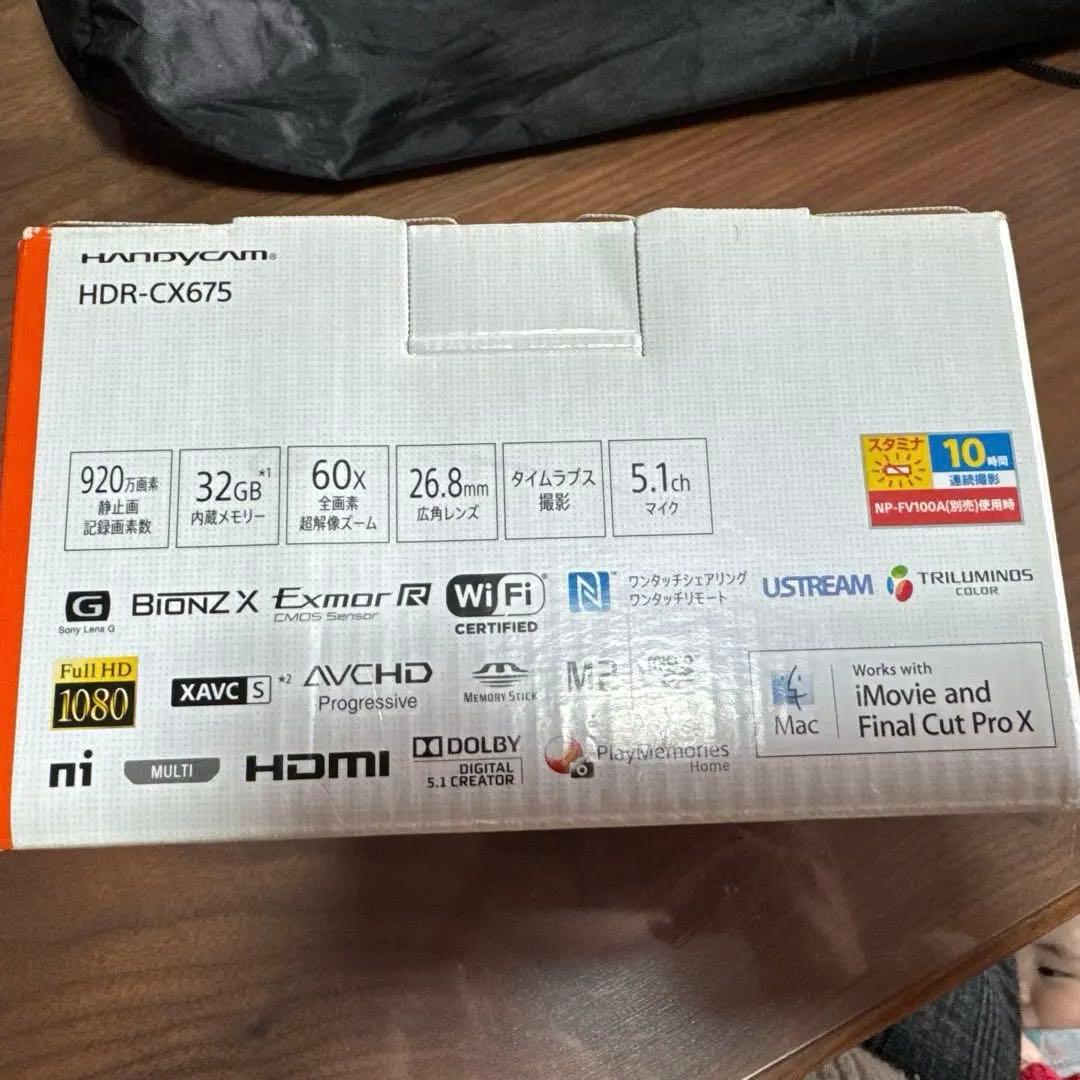 HANDYCAM®
HDR-CX675
920万画素
静止画
記録画素数
32GB*1
内蔵メモリー
60x
全画素
超解像ズーム
26.8mm
広角レンズ
タイムラプス
撮影
5.1ch
マイク
スタミナ
10時間
連続撮影
NP-FV100A(別売)使用時
G
Sony Lens G
BIONZ X
Exmor R
CMOS Sensor
Wi Fi
CERTIFIED
N
ワンタッチシェアリング
ワンタッチリモート
USTREAM
TRILUMINOS
COLOR
Full HD
1080
XAVC S *2
AVCHD
Progressive
MEMORY STICK
Mac
Works with
iMovie and
Final Cut Pro X
ni
MULTI
HDMI
DOLBY
DIGITAL
5.1 CREATOR
PlayMemories
Home